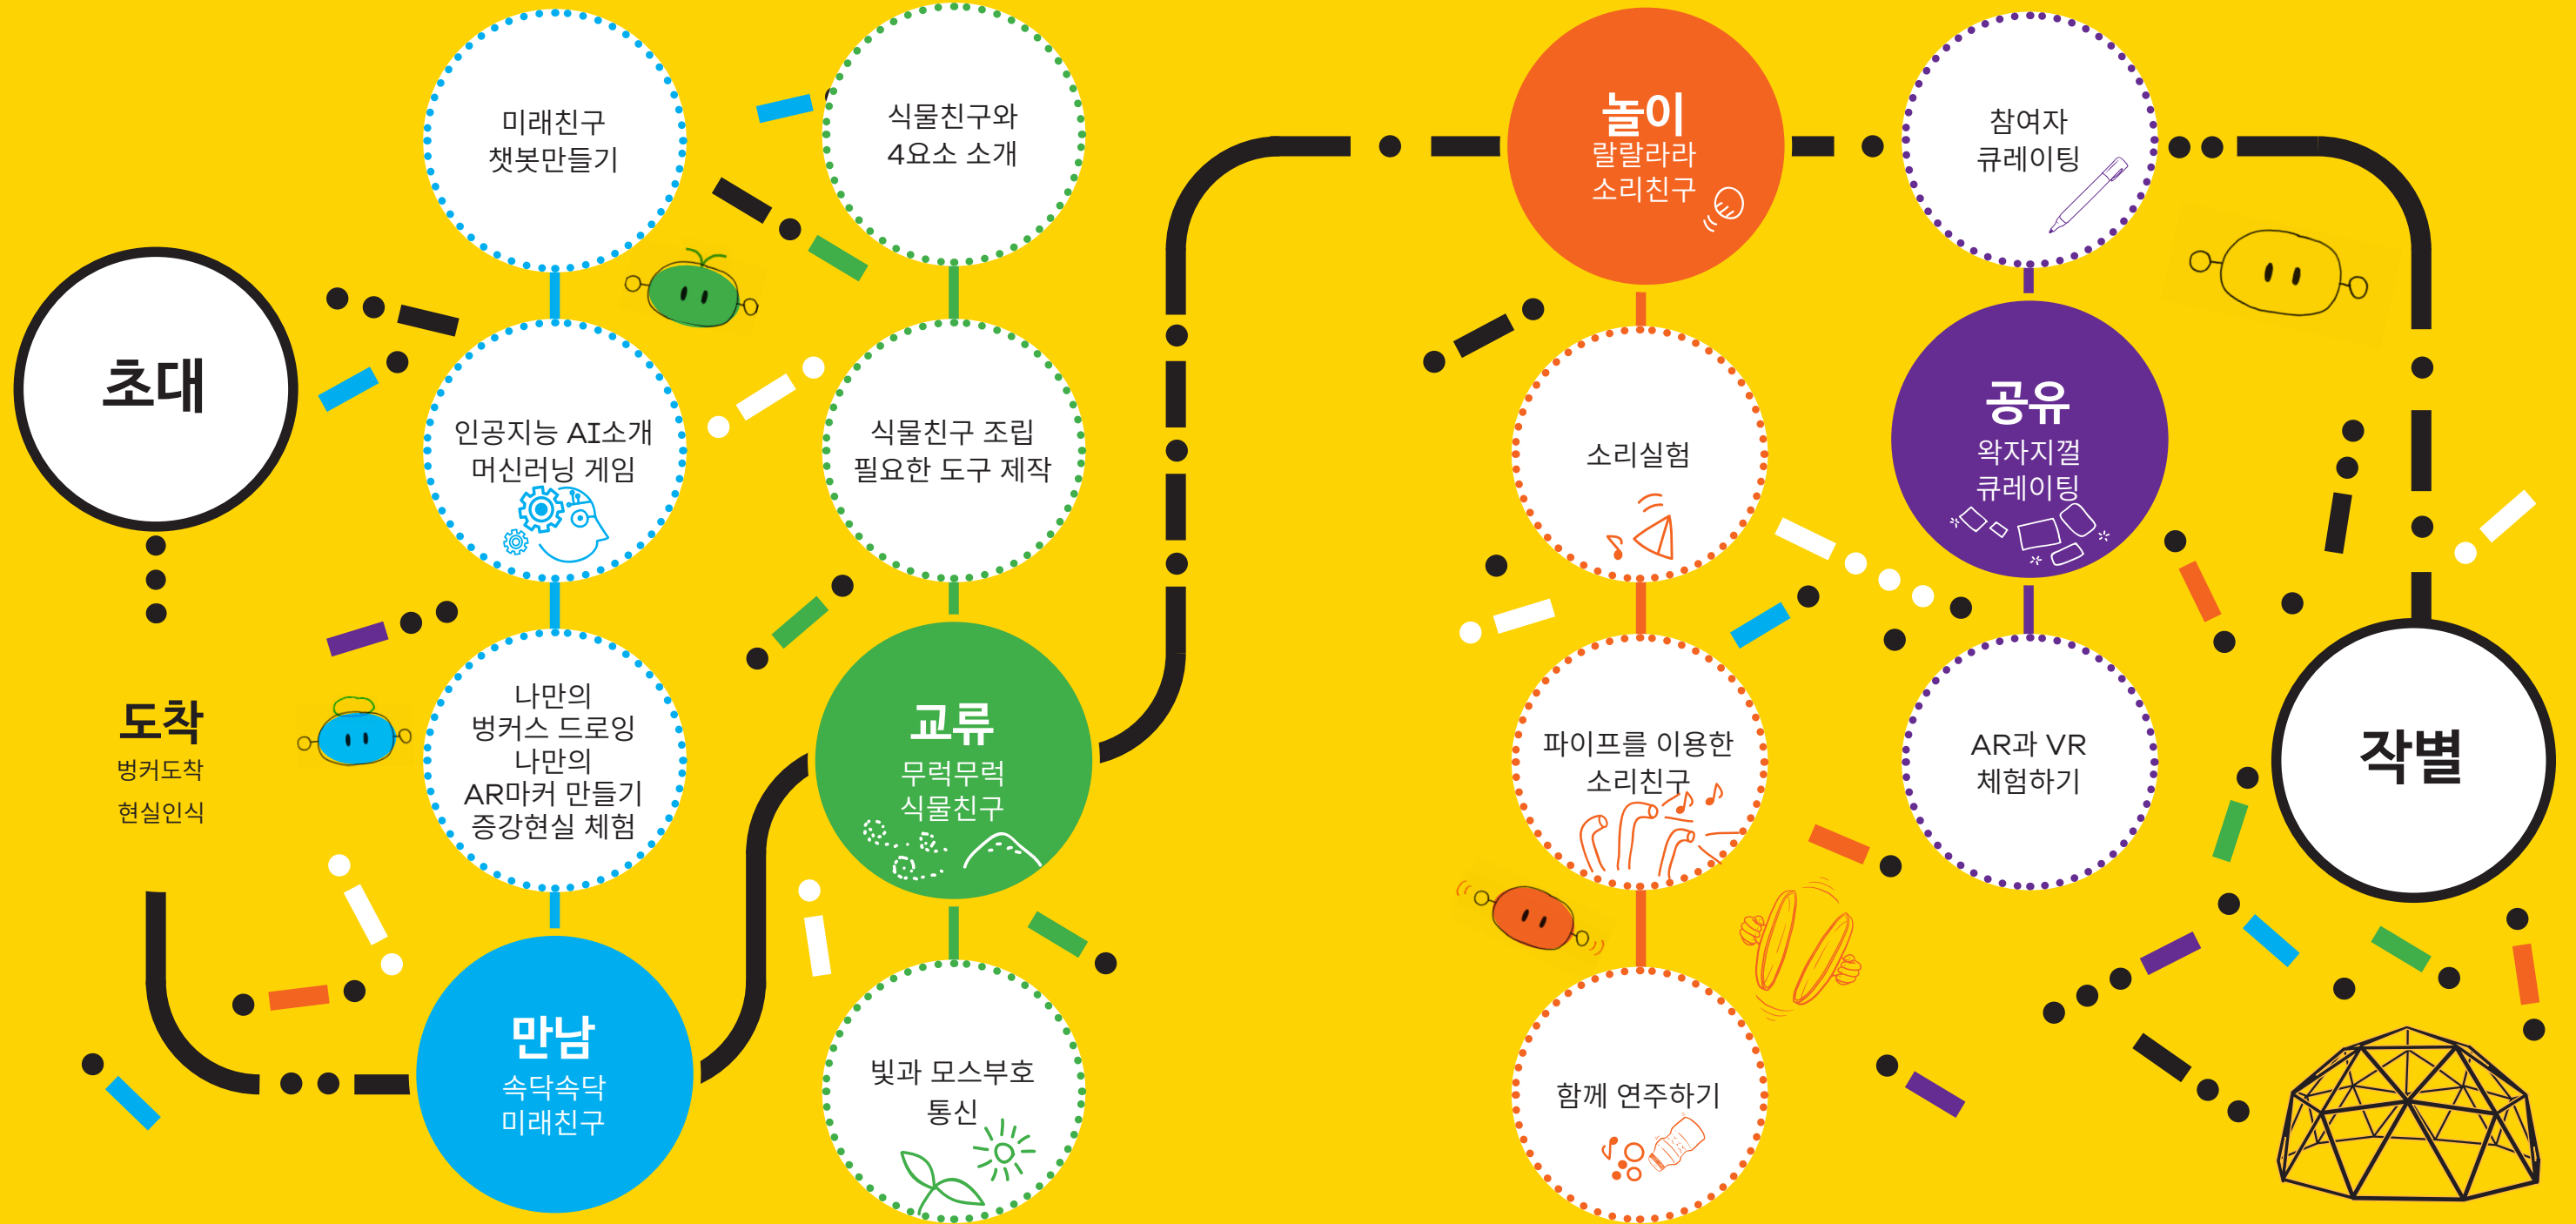 초대
도착
벙커도착
현실인식
미래친구
챗봇만들기
인공지능 AI소개
머신러닝 게임
나만의
벙커스 드로잉
나만의
AR마커 만들기
증강현실 체험
만남
속닥속닥
미래친구
식물친구와
4요소 소개
식물친구 조립
필요한 도구 제작
교류
무럭무럭
식물친구
빛과 모스부호
통신
놀이
랄랄라라
소리친구
소리실험
파이프를 이용한
소리친구
함께 연주하기
참여자
큐레이팅
공유
왁자지껄
큐레이팅
AR과 VR
체험하기
작별